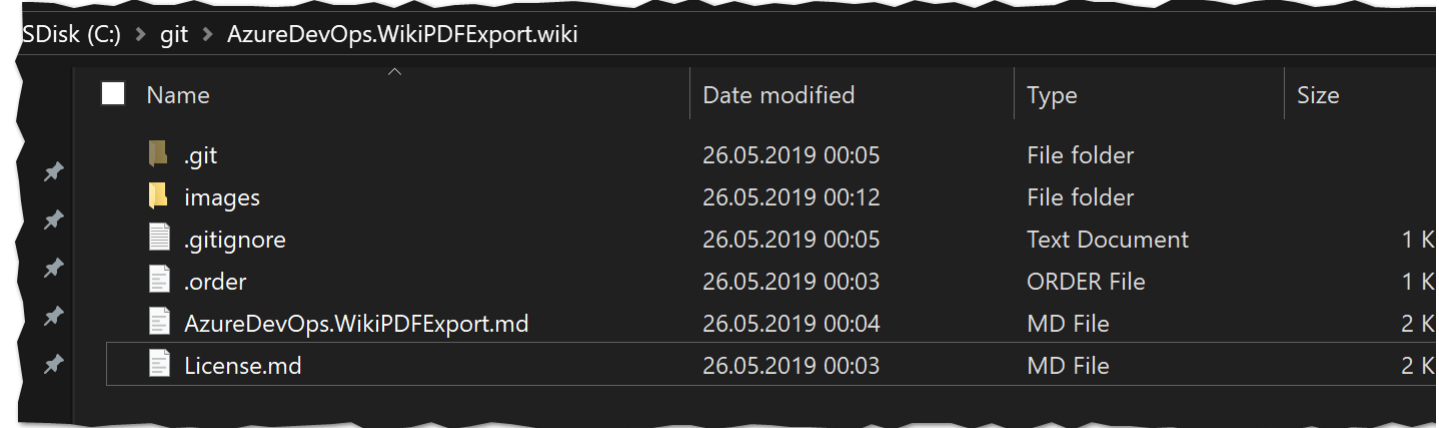 SDisk (C:) > git > AzureDevOps.WikiPDFExport.wiki
Name Date modified Type Size
.git 26.05.2019 00:05 File folder
images 26.05.2019 00:12 File folder
.gitignore 26.05.2019 00:05 Text Document 1 K
.order 26.05.2019 00:03 ORDER File 1 K
AzureDevOps.WikiPDFExport.md 26.05.2019 00:04 MD File 2 K
License.md 26.05.2019 00:03 MD File 2 K